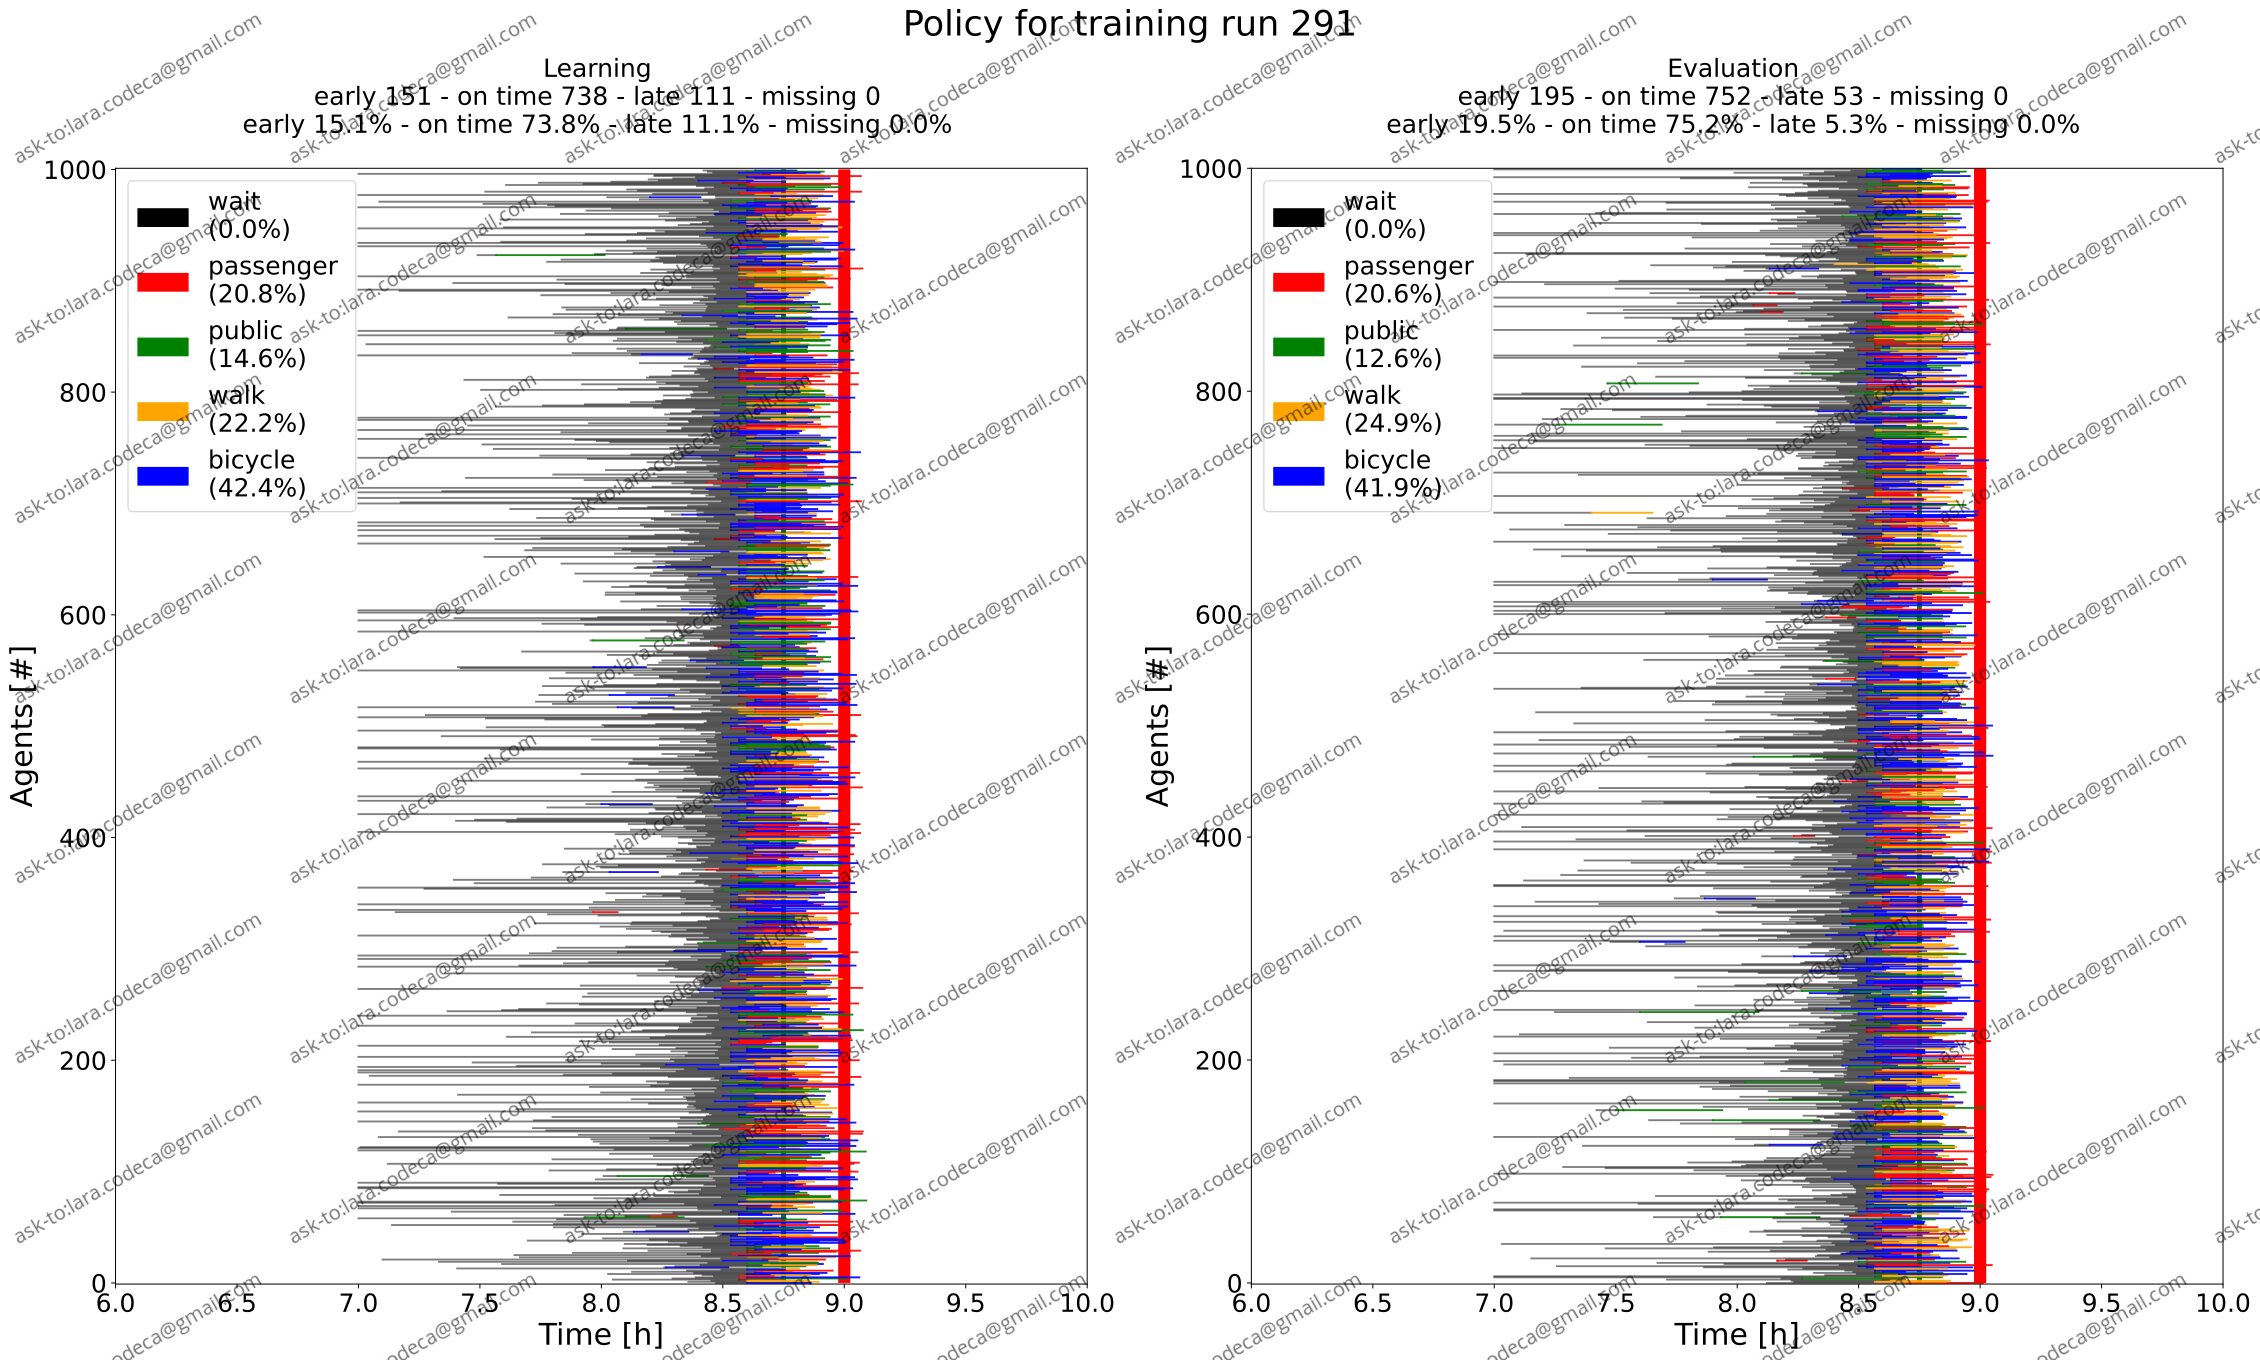 Policy for training run 291
Learning
early 151 - on time 738 - late 111 - missing 0
early 15.1% - on time 73.8% - late 11.1% - missing 0.0%
1000
800
600
400
200
0
Agents [#]
wait
(0.0%)
passenger
(20.8%)
public
(14.6%)
walk
(22.2%)
bicycle
(42.4%)
6.0 6.5 7.0 7.5 8.0 8.5 9.0 9.5 10.0
Time [h]
Evaluation
early 195 - on time 752 - late 53 - missing 0
early 19.5% - on time 75.2% - late 5.3% - missing 0.0%
1000
800
600
400
200
0
Agents [#]
wait
(0.0%)
passenger
(20.6%)
public
(12.6%)
walk
(24.9%)
bicycle
(41.9%)
6.0 6.5 7.0 7.5 8.0 8.5 9.0 9.5 10.0
Time [h]
ask-to:lara.codeca@gmail.com